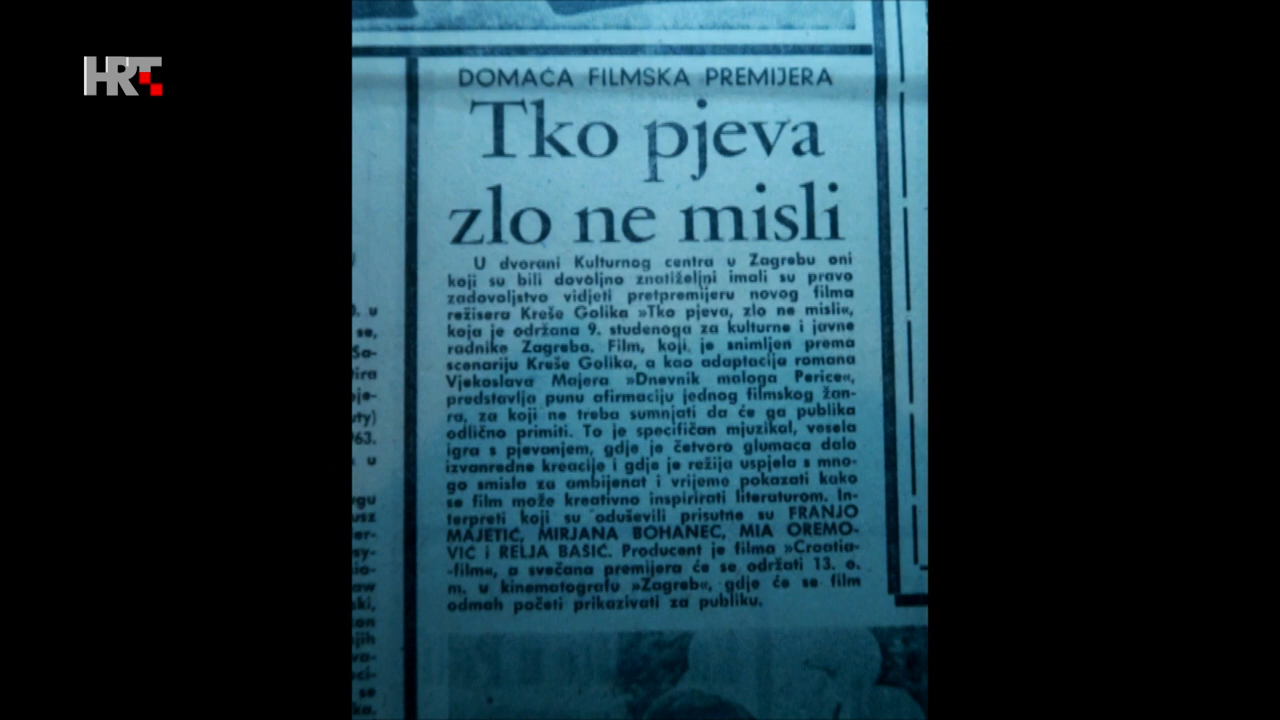 HRT
DOMAĆA FILMSKA PREMIJERA
Tko pjeva
zlo ne misli
U dvorani Kulturnog centra u Zagrebu oni
koji su bili dovoljno znatiželjni imali su pravo
zadovoljstvo vidjeti pretpremijeru novog filma
režisera Kreše Golika »Tko pjeva, zlo ne misli«,
koja je održana 9. studenoga za kulturne i javne
radnike Zagreba. Film, koji je snimljen prema
scenariju Kreše Golika, a kao adaptacija romana
Vjekoslava Majera »Dnevnik maloga Perice«,
predstavlja punu afirmaciju jednog filmskog žan-
ra, za koji ne treba sumnjati da će ga publika
odlično primiti. To je specifičan mjuzikal, vesela
igra s pjevanjem, gdje je četvoro glumaca dalo
izvanredne kreacije i gdje je režija uspjela s mno-
go smisla za ambijenat i vrijeme pokazati kako
se film može kreativno inspirirati literaturom. In-
terpreti koji su oduševili prisutne su FRANJO
MAJETIĆ, MIRJANA BOHANEC, MIA OREMO-
VIĆ i RELJA BAŠIĆ. Producent je filma »Croatia-
-film«, a svečana premijera će se održati 13. o.
m. u kinematografu »Zagreb«, gdje će se film
odmah početi prikazivati za publiku.